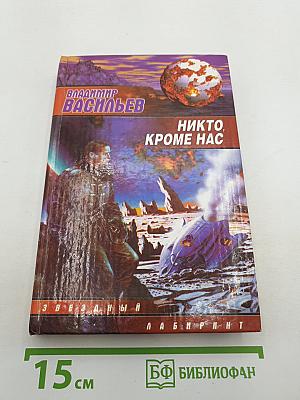 ВЛАДИМИР
ВАСИЛЬЕВ
НИКТО,
КРОМЕ НАС
ЗВЕЗДНЫЙ
ЛАБИРИНТ
15 см
БФ БИБЛИОФАН